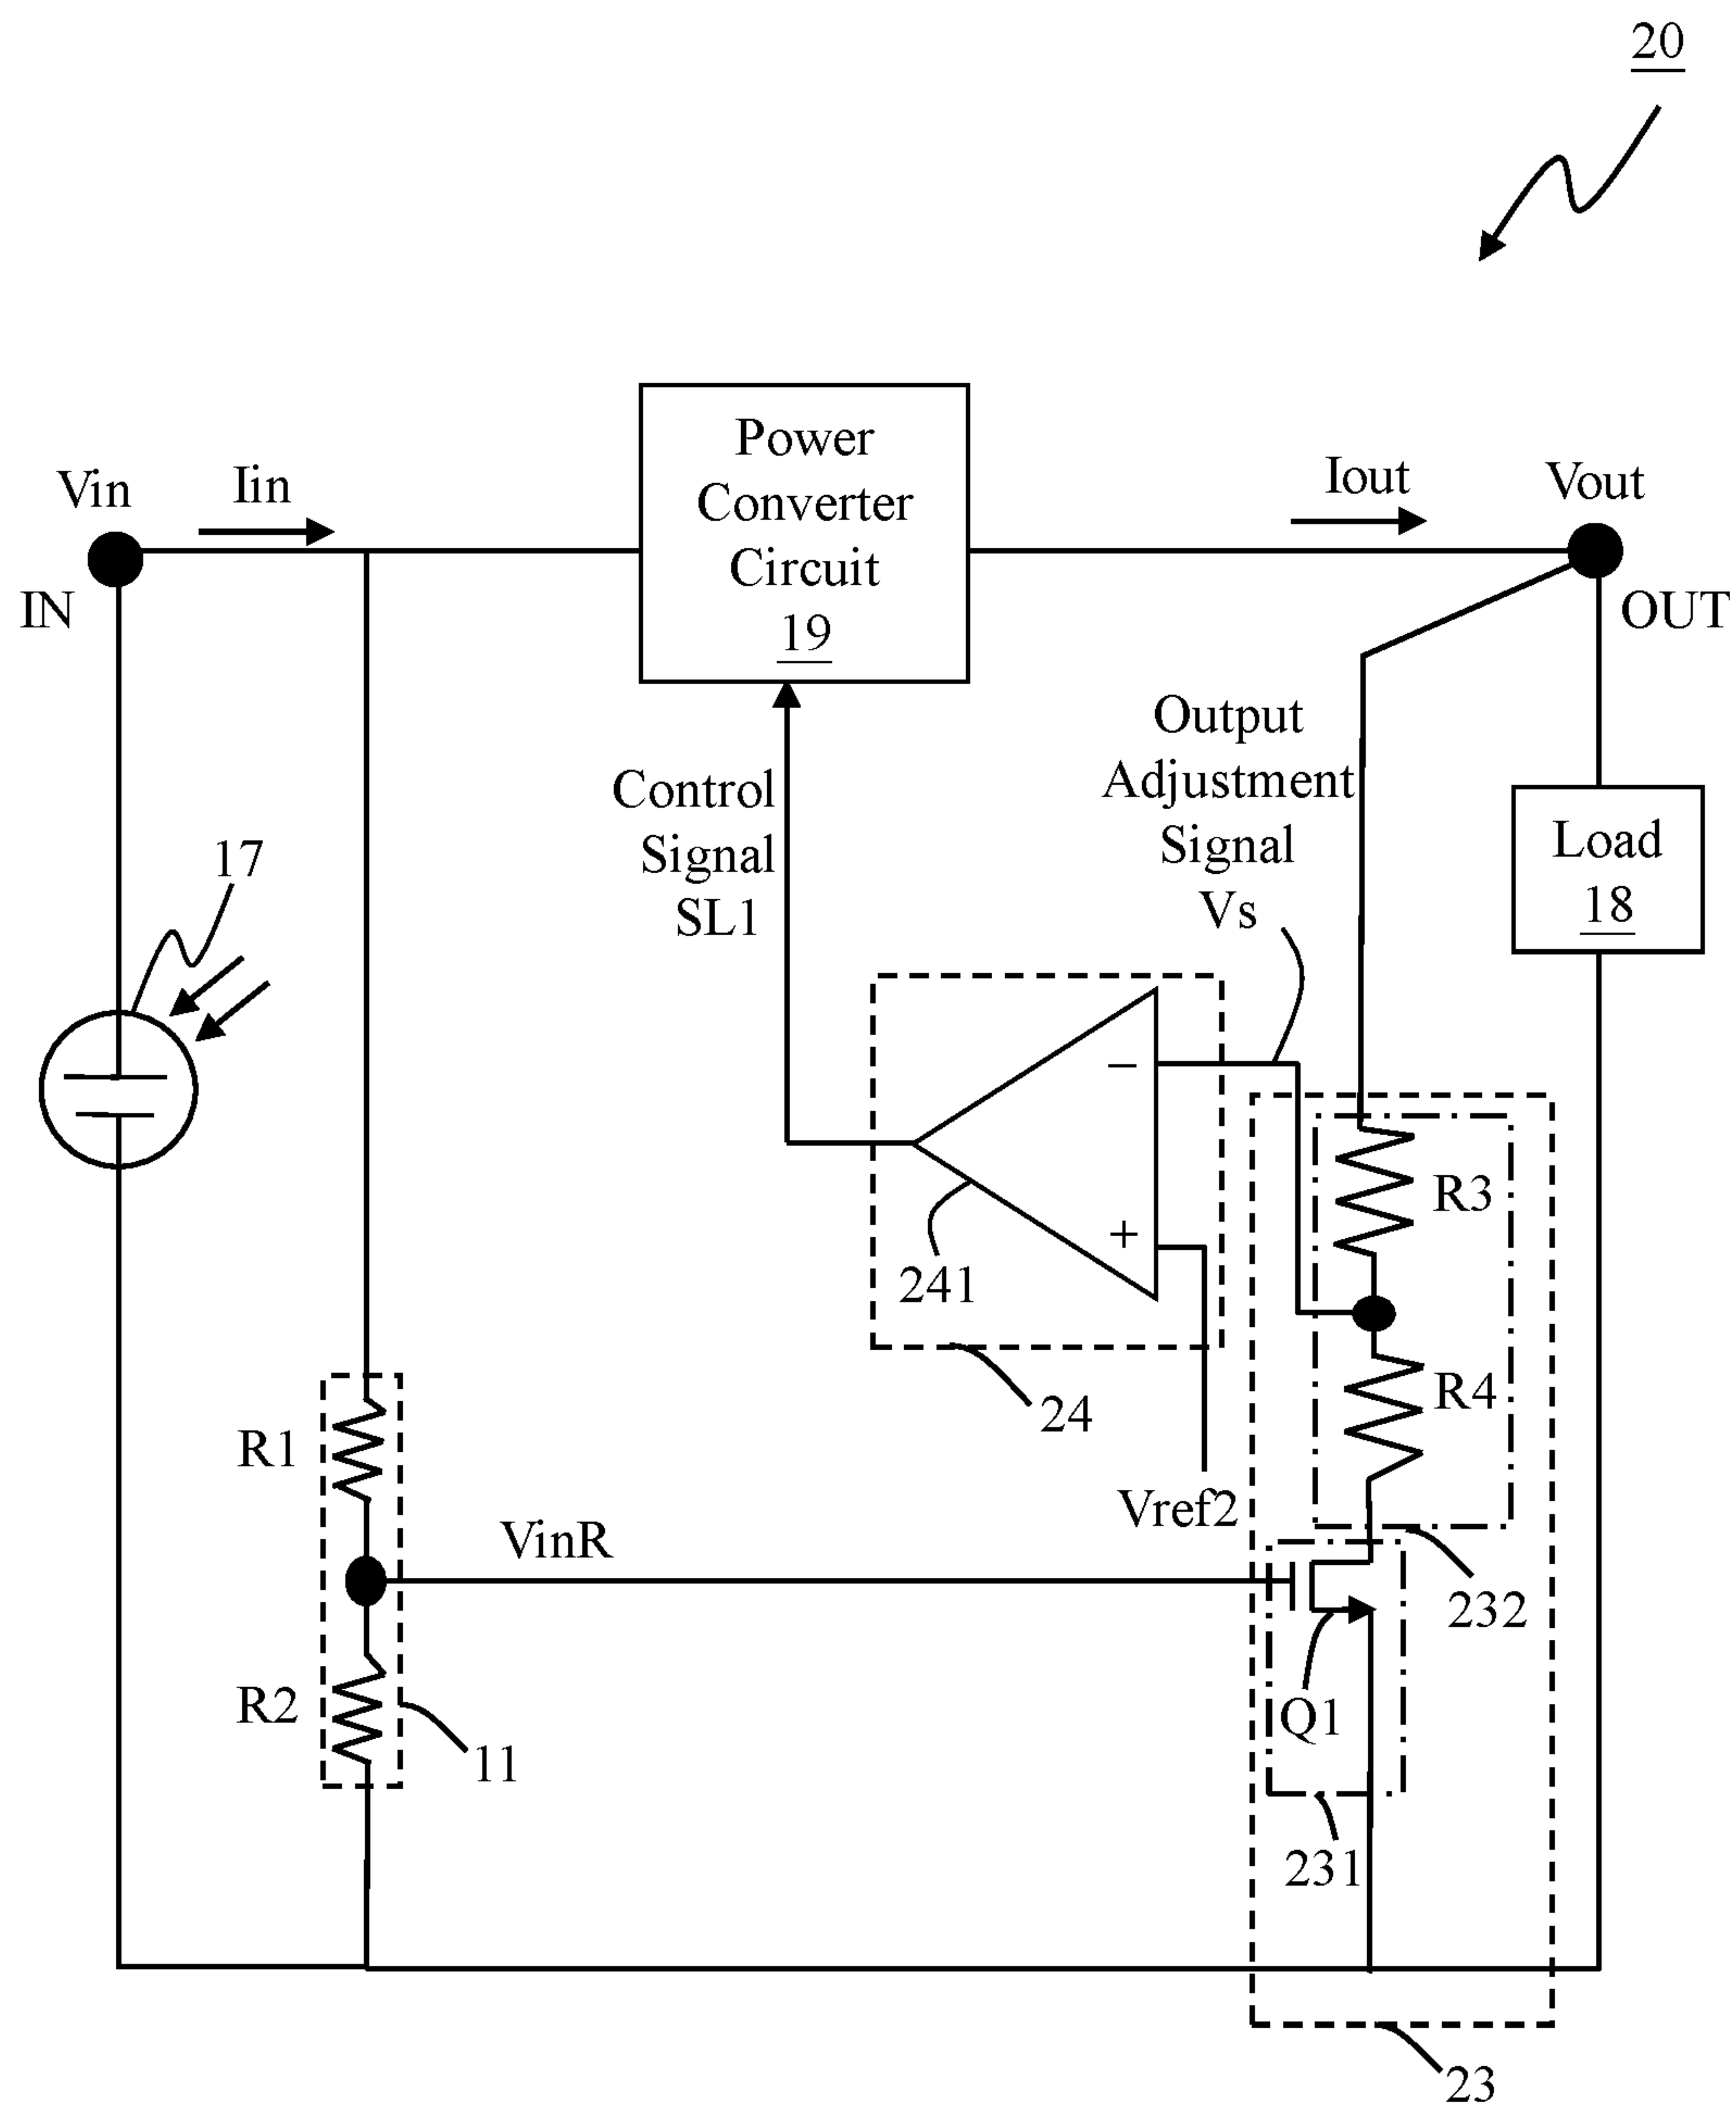 20
Vin
Iin
IN
Power
Converter
Circuit
19
Iout
Vout
OUT
Control
Signal
SL1
Output
Adjustment
Signal
Vs
Load
18
17
−
+
241
24
Vref2
R3
R4
232
R1
R2
11
VinR
Q1
231
23